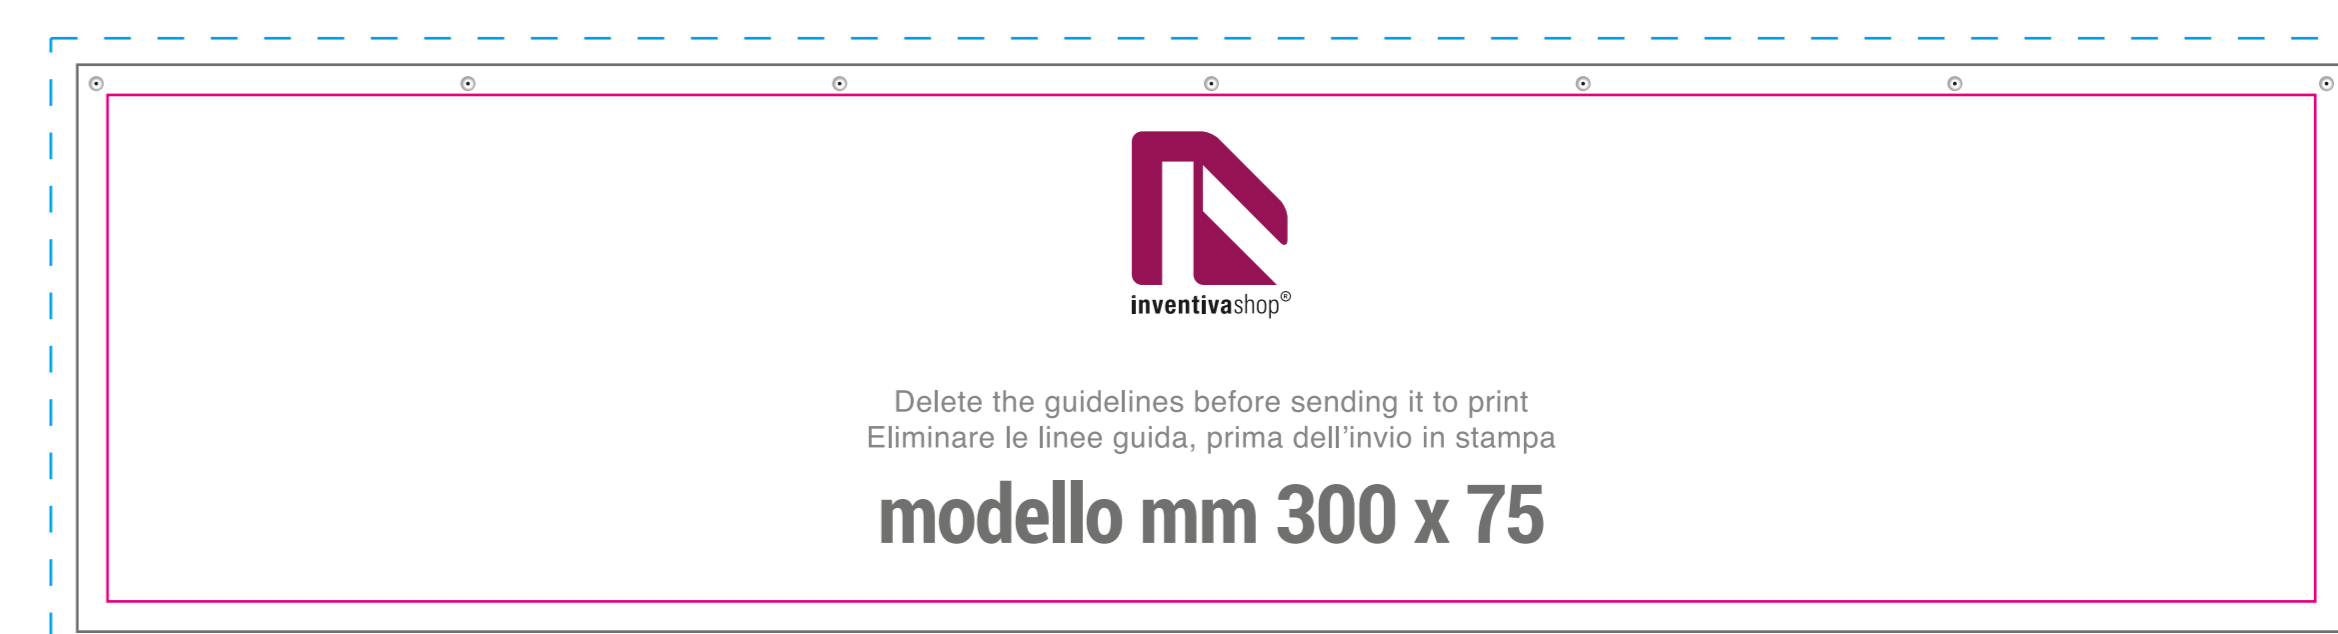 inventivashop®
Delete the guidelines before sending it to print
Eliminare le linee guida, prima dell'invio in stampa
modello mm 300 x 75